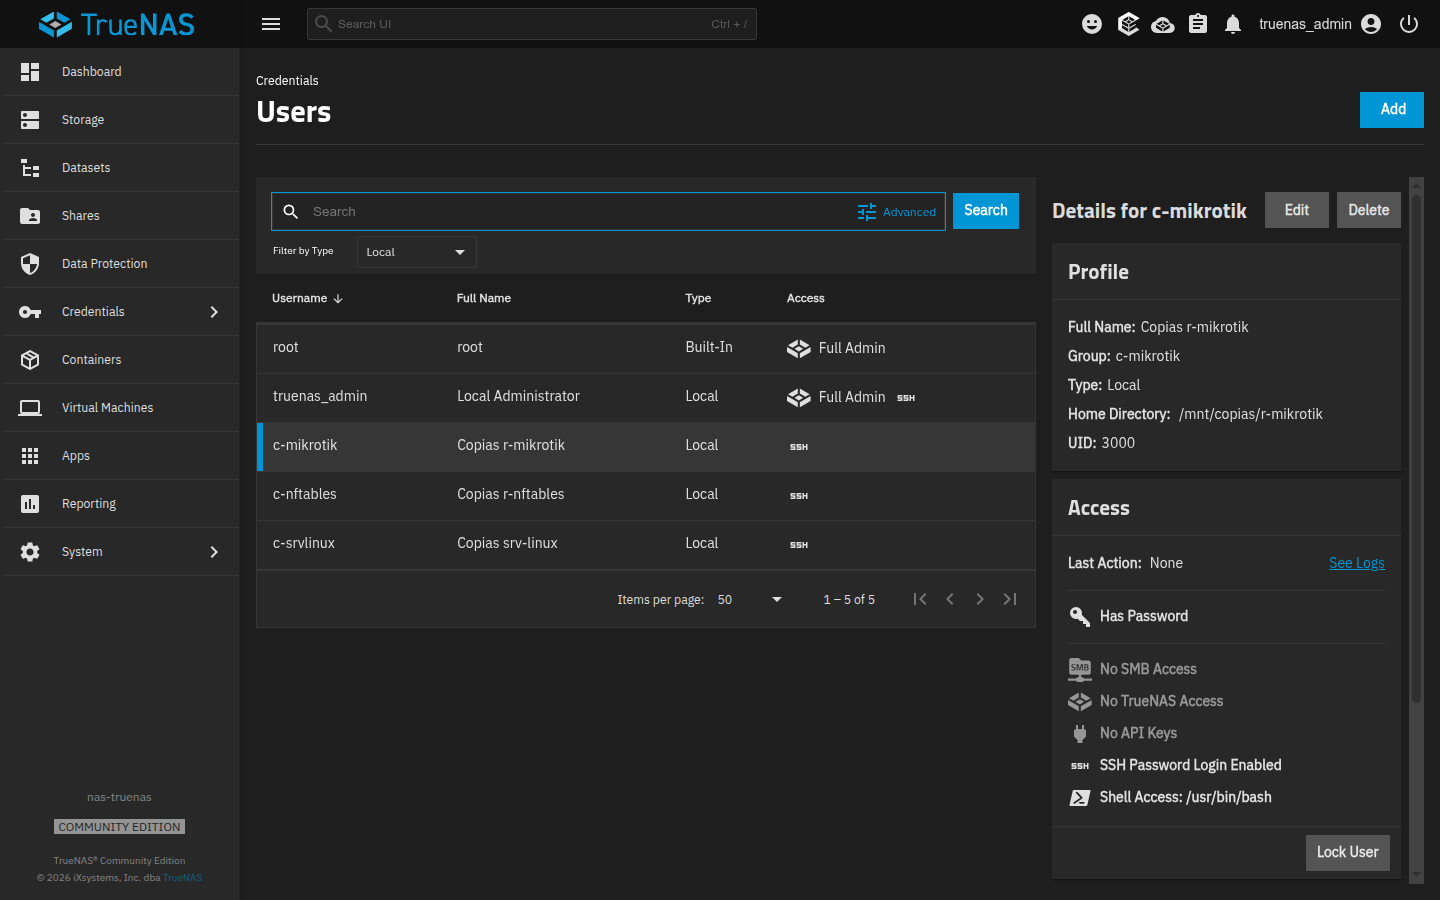 TrueNAS
Search UI
Ctrl + /
truenas_admin
Dashboard
Storage
Datasets
Shares
Data Protection
Credentials
Containers
Virtual Machines
Apps
Reporting
System
nas-truenas
COMMUNITY EDITION
TrueNAS® Community Edition
© 2026 iXsystems, Inc. dba TrueNAS
Credentials
Users
Add
Search
Advanced
Search
Filter by Type
Local
Username Full Name Type Access
root root Built-In Full Admin
truenas_admin Local Administrator Local Full Admin SSH
c-mikrotik Copias r-mikrotik Local SSH
c-nftables Copias r-nftables Local SSH
c-srvlinux Copias srv-linux Local SSH
Items per page: 50 1 – 5 of 5
Details for c-mikrotik
Edit
Delete
Profile
Full Name: Copias r-mikrotik
Group: c-mikrotik
Type: Local
Home Directory: /mnt/copias/r-mikrotik
UID: 3000
Access
Last Action: None
See Logs
Has Password
SMB No SMB Access
No TrueNAS Access
No API Keys
SSH SSH Password Login Enabled
Shell Access: /usr/bin/bash
Lock User